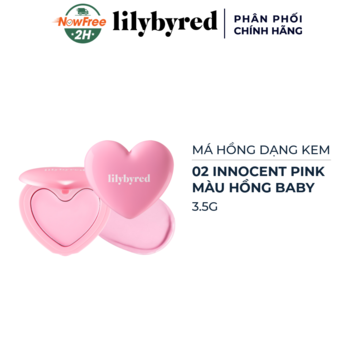 NowFree
2H
lilybyred
PHÂN PHỐI
CHÍNH HÃNG
lilybyred
MÁ HỒNG DẠNG KEM
02 INNOCENT PINK
MÀU HỒNG BABY
3.5G